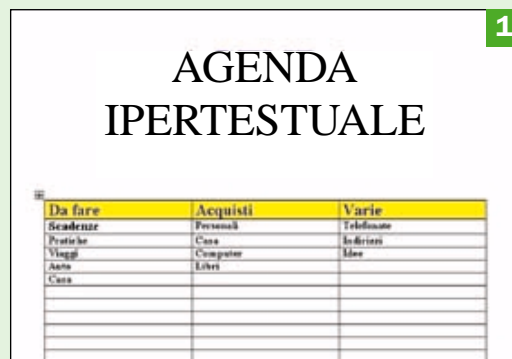 1
AGENDA
IPERTESTUALE
Da fare Acquisti Varie
Scadenze Personali Telefonate
Pratiche Casa Indirizzi
Viaggi Computer Idee
Auto Libri
Casa